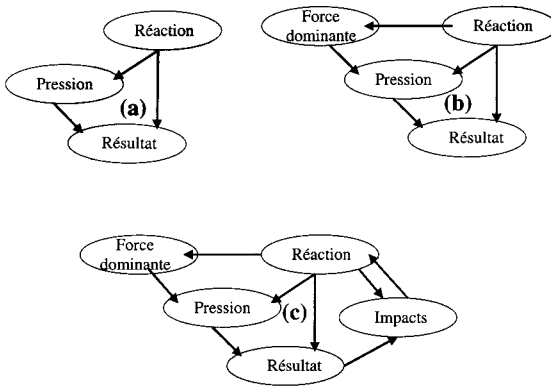 Réaction
Pression
(a)
Résultat
Force
dominante
Réaction
Pression
(b)
Résultat
Force
dominante
Réaction
Pression
(c)
Impacts
Résultat